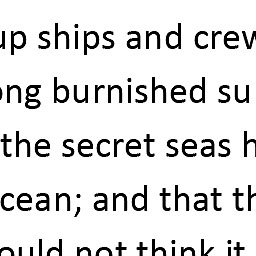 up ships and crew
ong burnished su
the secret seas h
cean; and that th
ould not think it